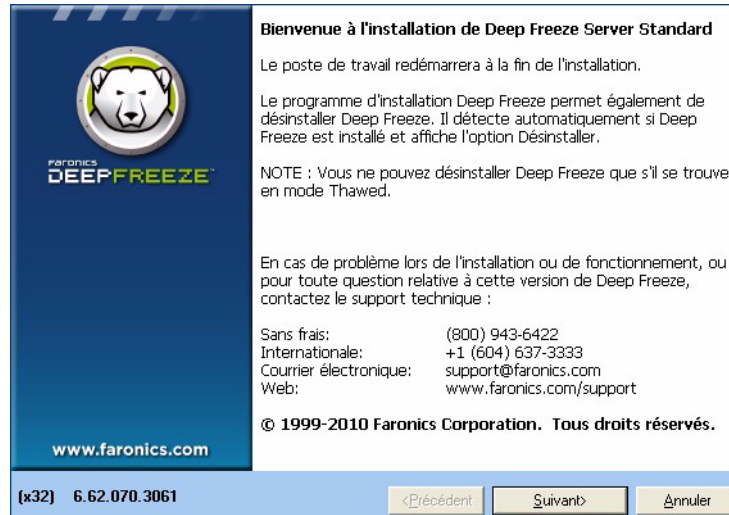 Bienvenue à l'installation de Deep Freeze Server Standard
Le poste de travail redémarrera à la fin de l'installation.
Le programme d'installation Deep Freeze permet également de
désinstaller Deep Freeze. Il détecte automatiquement si Deep
Freeze est installé et affiche l'option Désinstaller.
NOTE : Vous ne pouvez désinstaller Deep Freeze que s'il se trouve
en mode Thawed.
En cas de problème lors de l'installation ou de fonctionnement, ou
pour toute question relative à cette version de Deep Freeze,
contactez le support technique :
Sans frais: (800) 943-6422
Internationale: +1 (604) 637-3333
Courrier électronique: support@faronics.com
Web: www.faronics.com/support
© 1999-2010 Faronics Corporation. Tous droits réservés.
FARONICS
DEEPFREEZE
www.faronics.com
(x32) 6.62.070.3061
<Précédent Suivant> Annuler